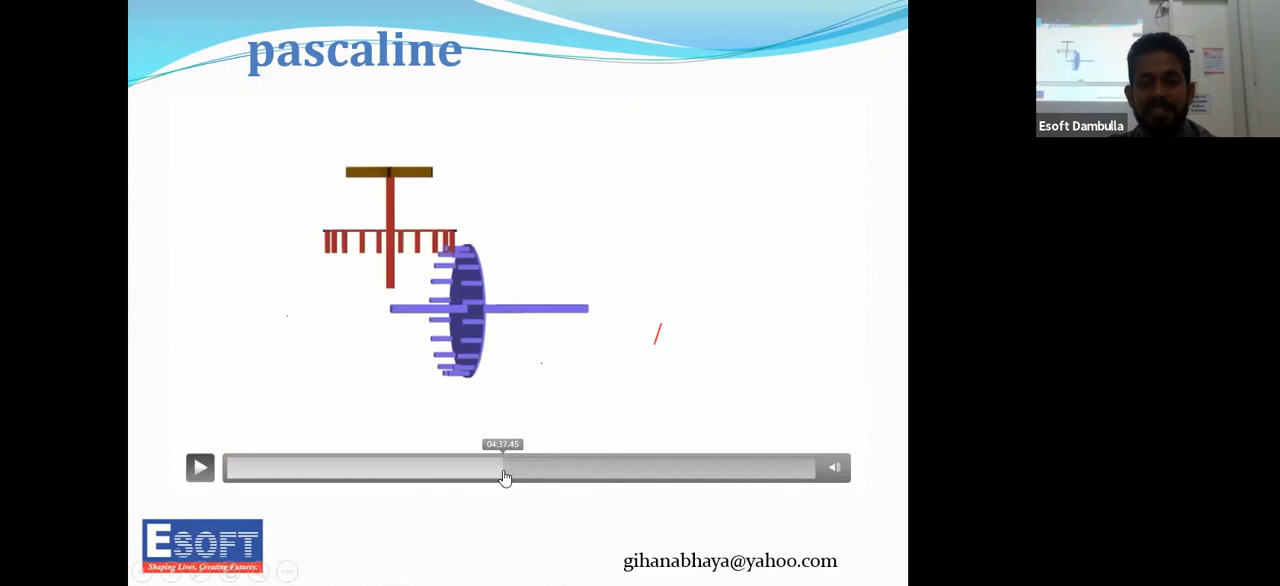 pascaline
Esoft Dambulla
04:37.45
ESOFT
Shaping Lives, Creating Futures.
gihanabhaya@yahoo.com